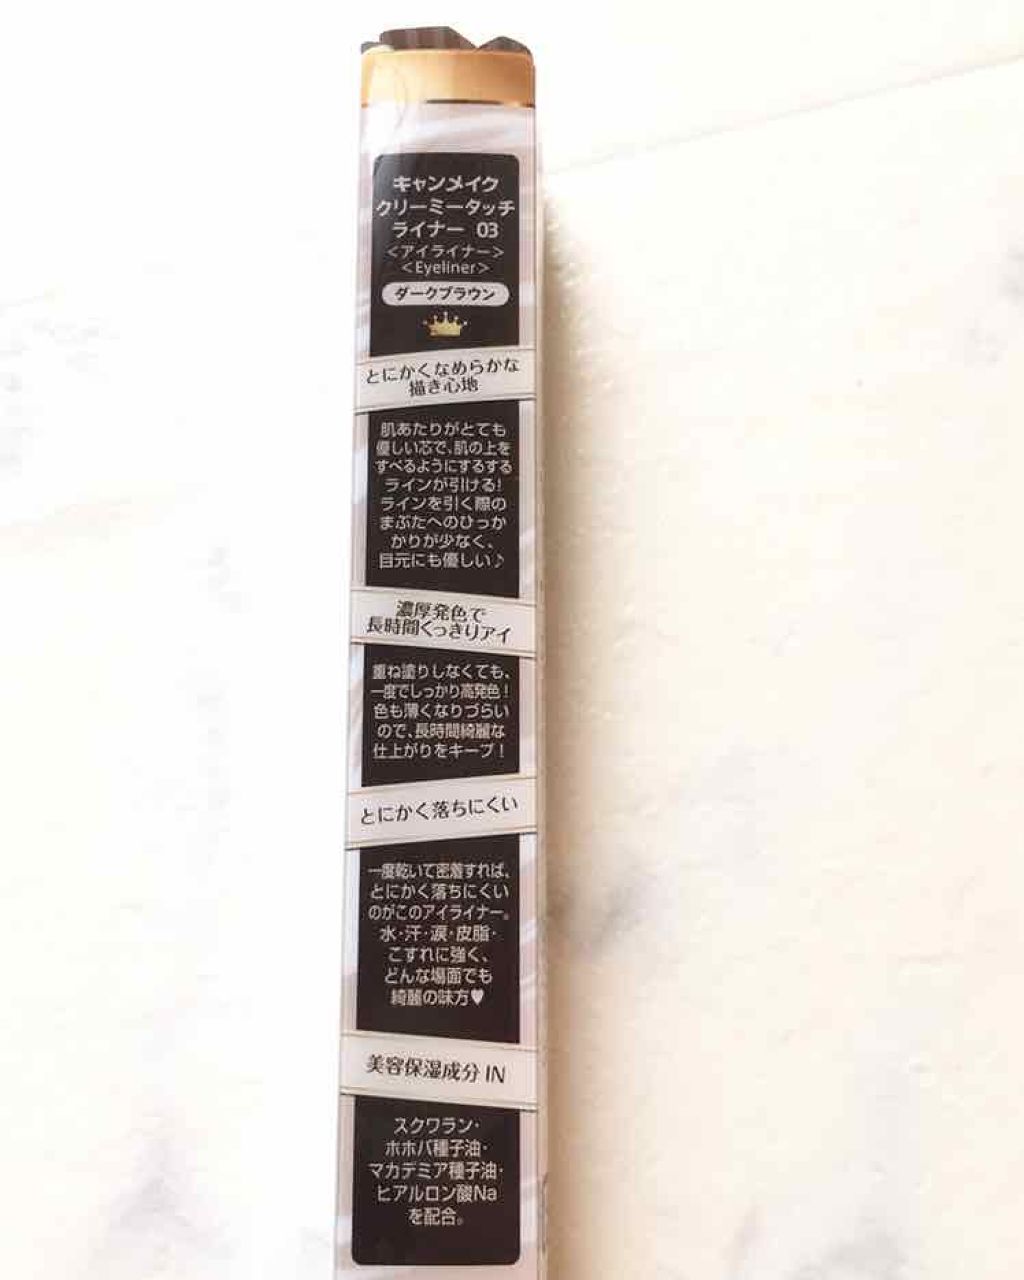 キャンメイク
クリーミータッチ
ライナー 03
<アイライナー>
<Eyeliner>
ダークブラウン
とにかくなめらかな
描き心地
肌あたりがとても
優しい芯で、肌の上を
すべるようにするする
ラインが引ける!
ラインを引く際の
まぶたへのひっか
かりが少なく、
目元にも優しい♪
濃厚発色で
長時間くっきりアイ
重ね塗りしなくても、
一度でしっかり高発色!
色も薄くなりづらい
ので、長時間綺麗な
仕上がりをキープ!
とにかく落ちにくい
一度乾いて密着すれば、
とにかく落ちにくい
のがこのアイライナー。
水・汗・涙・皮脂・
こすれに強く、
どんな場面でも
綺麗の味方♥
美容保湿成分 IN
スクワラン・
ホホバ種子油・
マカデミア種子油・
ヒアルロン酸Na
を配合。